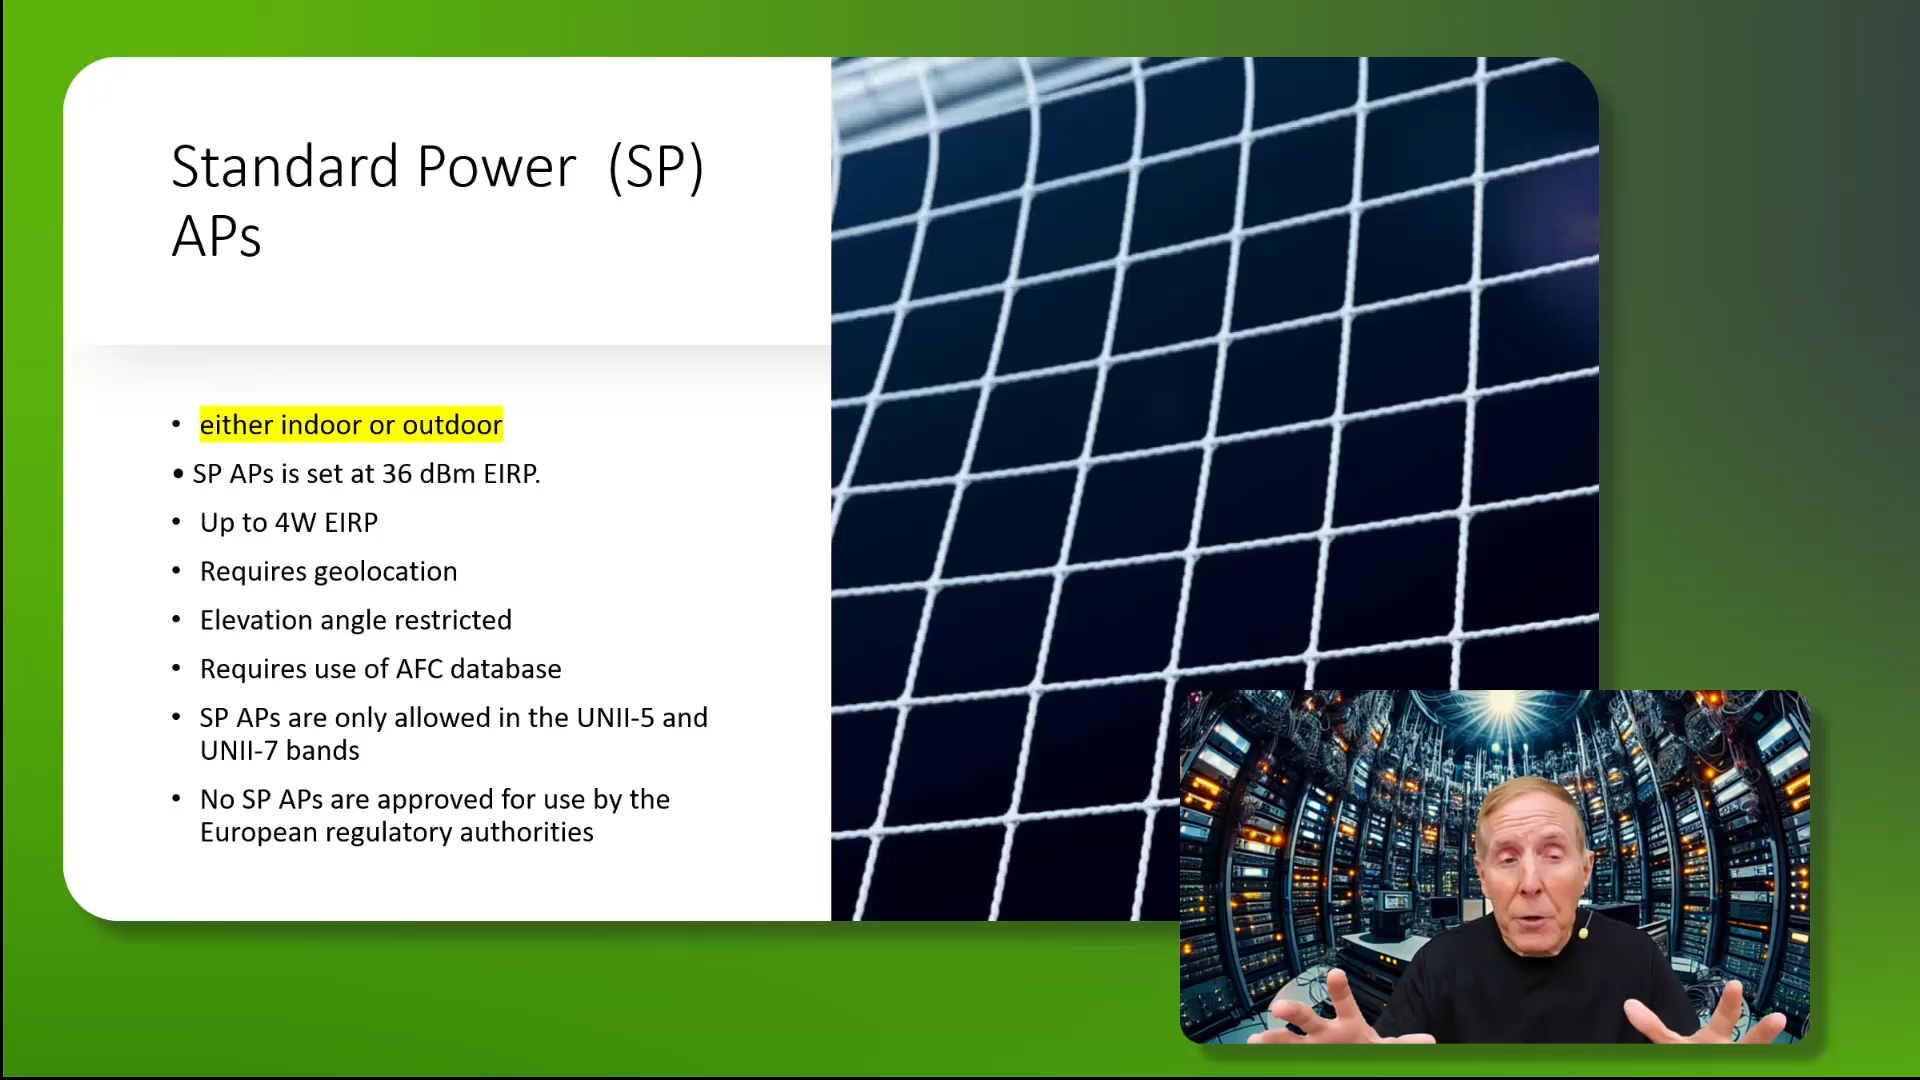 Standard Power  (SP)
APs
• either indoor or outdoor
• SP APs is set at 36 dBm EIRP.
• Up to 4W EIRP
• Requires geolocation
• Elevation angle restricted
• Requires use of AFC database
• SP APs are only allowed in the UNII-5 and
UNII-7 bands
• No SP APs are approved for use by the
European regulatory authorities